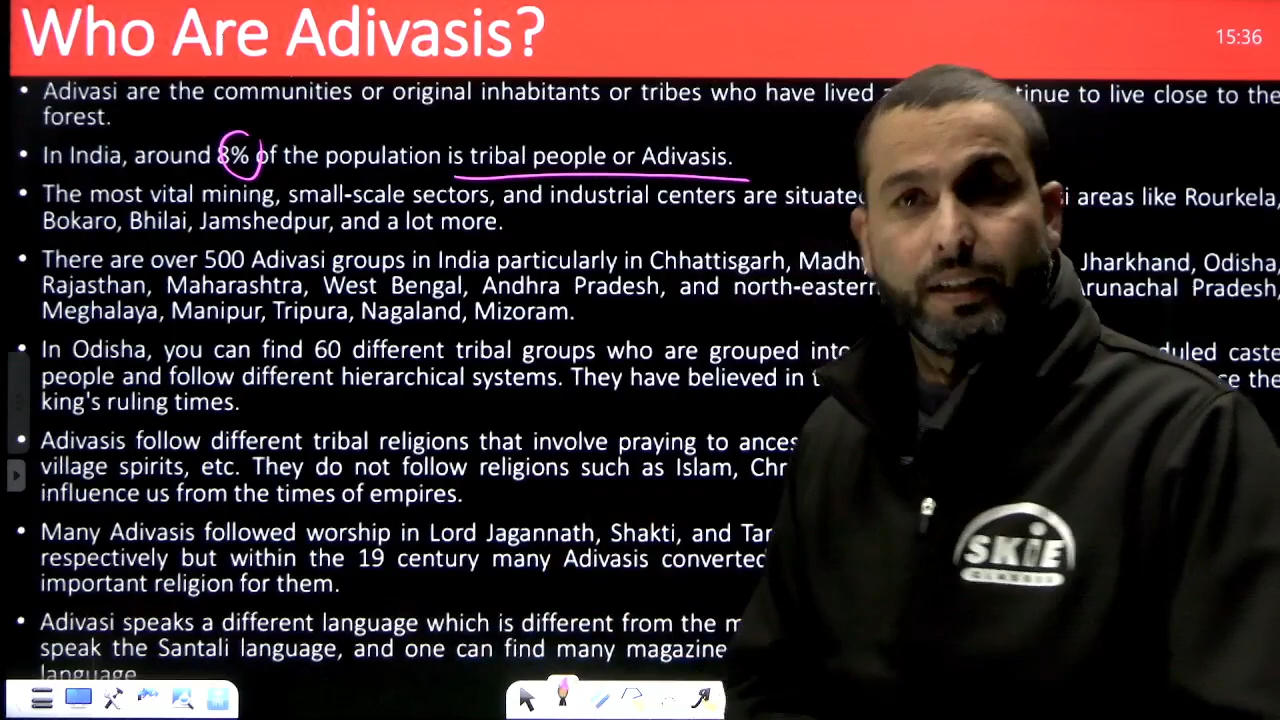 Who Are Adivasis?
15:36
• Adivasi are the communities or original inhabitants or tribes who have lived tinue to live close to the
forest.
• In India, around 8% of the population is tribal people or Adivasis.
• The most vital mining, small-scale sectors, and industrial centers are situated i areas like Rourkela,
Bokaro, Bhilai, Jamshedpur, and a lot more.
• There are over 500 Adivasi groups in India particularly in Chhattisgarh, Madhy Jharkhand, Odisha,
Rajasthan, Maharashtra, West Bengal, Andhra Pradesh, and north-eastern Arunachal Pradesh,
Meghalaya, Manipur, Tripura, Nagaland, Mizoram.
• In Odisha, you can find 60 different tribal groups who are grouped into duled caste
people and follow different hierarchical systems. They have believed in t ce the
king's ruling times.
• Adivasis follow different tribal religions that involve praying to ances
village spirits, etc. They do not follow religions such as Islam, Chr
influence us from the times of empires.
• Many Adivasis followed worship in Lord Jagannath, Shakti, and Tan
respectively but within the 19 century many Adivasis converted
important religion for them.
• Adivasi speaks a different language which is different from the m
speak the Santali language, and one can find many magazine
language
SKIE
CLASSES